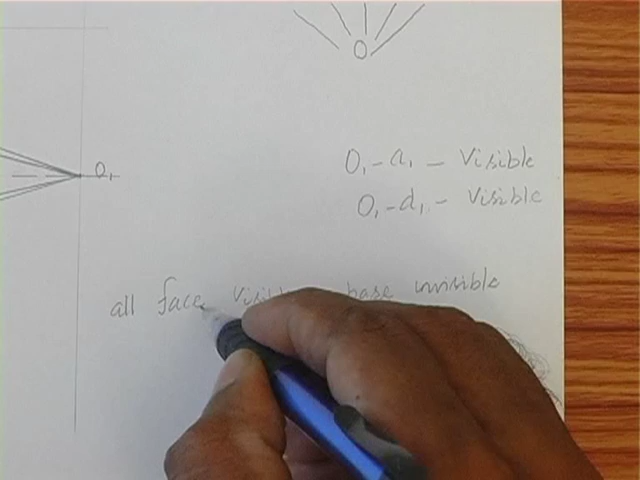 O
O₁-a₁ - Visible
O₁
O₁-d₁ - Visible
all face base invisible